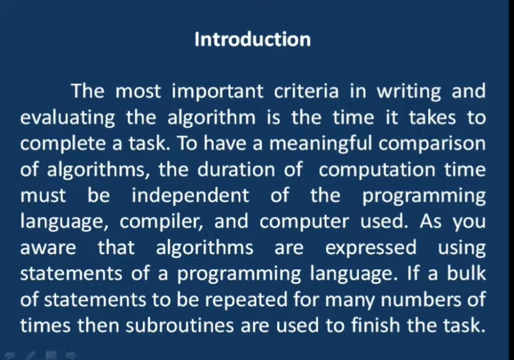 Introduction
The most important criteria in writing and
evaluating the algorithm is the time it takes to
complete a task. To have a meaningful comparison
of algorithms, the duration of computation time
must be independent of the programming
language, compiler, and computer used. As you
aware that algorithms are expressed using
statements of a programming language. If a bulk
of statements to be repeated for many numbers of
times then subroutines are used to finish the task.